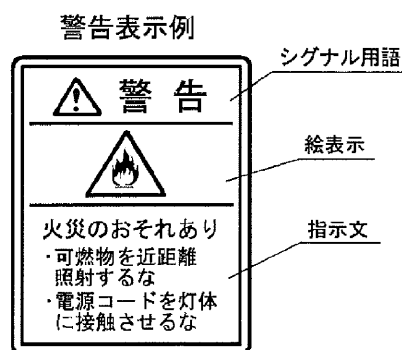 警告表示例
警告
火災のおそれあり
・可燃物を近距離
照射するな
・電源コードを灯体
に接触させるな
シグナル用語
絵表示
指示文